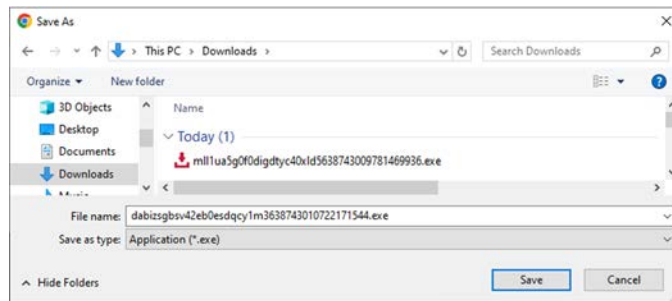 Save As
This PC > Downloads >
Search Downloads
Organize
New folder
3D Objects
Desktop
Documents
Downloads
Music
Name
Today (1)
mll1ua5g0f0digdtyc40xld5638743009781469936.exe
File name: dabizsgbsv42eb0esdqcy1m3638743010722171544.exe
Save as type: Application (*.exe)
Hide Folders
Save
Cancel